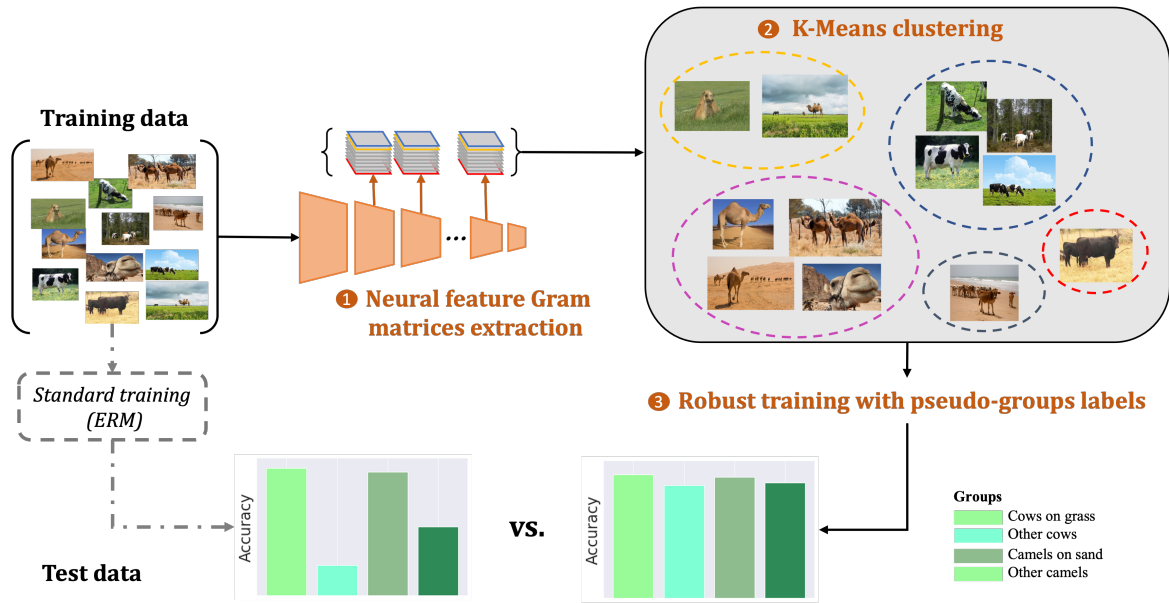 ❷ K-Means clustering
Training data
...
❶ Neural feature Gram
matrices extraction
Standard training
(ERM)
❸ Robust training with pseudo-groups labels
Accuracy
vs.
Accuracy
Groups
Cows on grass
Other cows
Camels on sand
Other camels
Test data